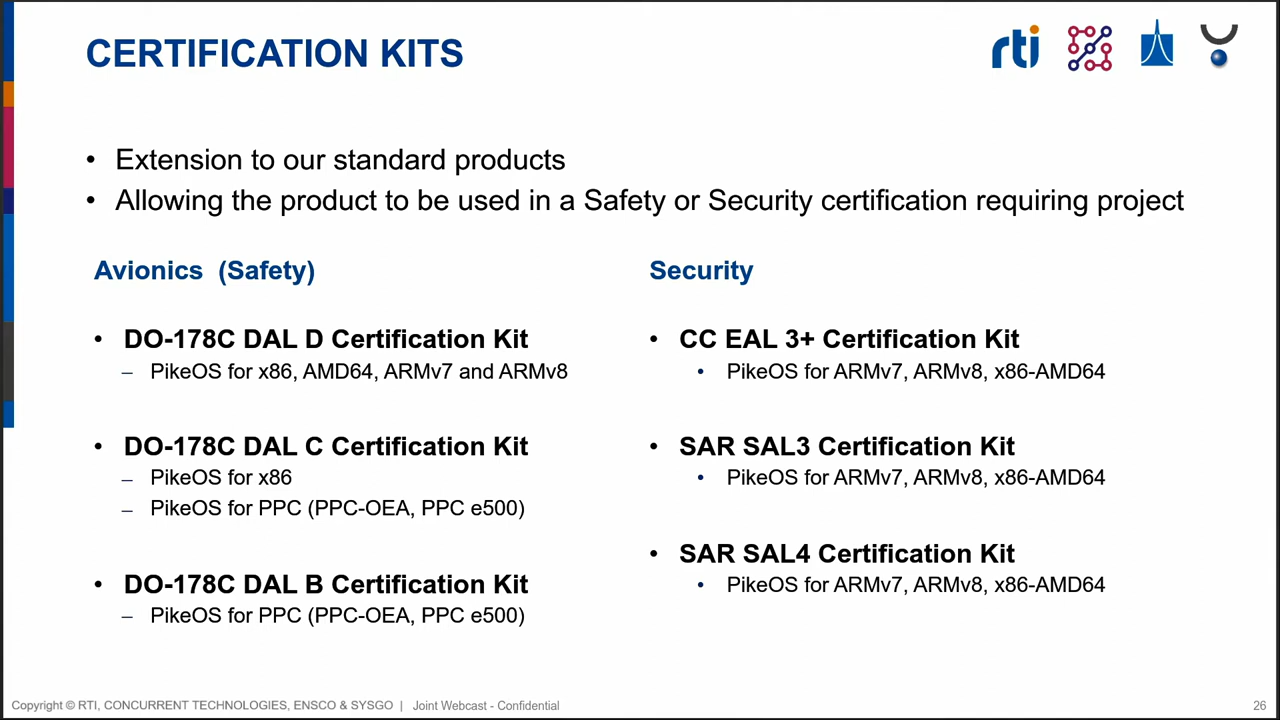 CERTIFICATION KITS
rti
• Extension to our standard products
• Allowing the product to be used in a Safety or Security certification requiring project
Avionics (Safety)
• DO-178C DAL D Certification Kit
– PikeOS for x86, AMD64, ARMv7 and ARMv8
• DO-178C DAL C Certification Kit
– PikeOS for x86
– PikeOS for PPC (PPC-OEA, PPC e500)
• DO-178C DAL B Certification Kit
– PikeOS for PPC (PPC-OEA, PPC e500)
Security
• CC EAL 3+ Certification Kit
• PikeOS for ARMv7, ARMv8, x86-AMD64
• SAR SAL3 Certification Kit
• PikeOS for ARMv7, ARMv8, x86-AMD64
• SAR SAL4 Certification Kit
• PikeOS for ARMv7, ARMv8, x86-AMD64
Copyright © RTI, CONCURRENT TECHNOLOGIES, ENSCO & SYSGO | Joint Webcast - Confidential
26